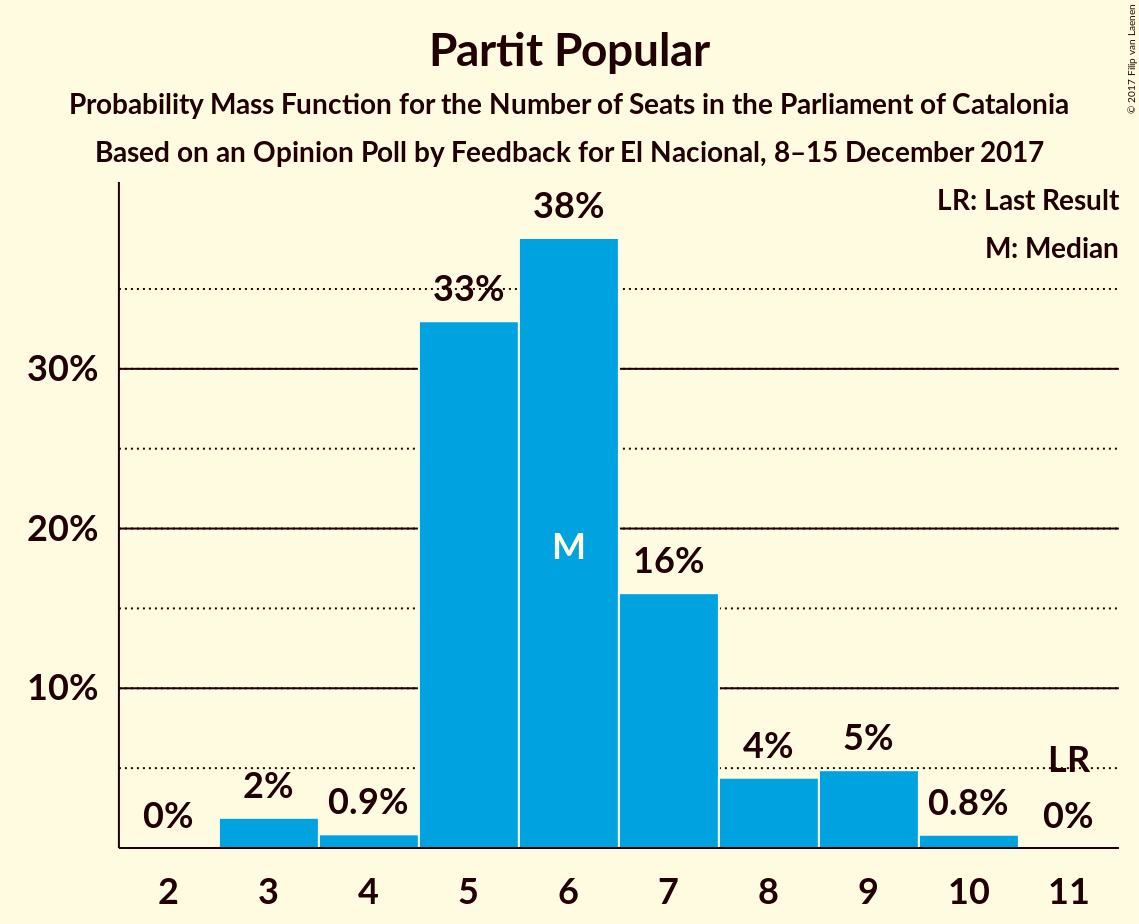 Partit Popular
Probability Mass Function for the Number of Seats in the Parliament of Catalonia
Based on an Opinion Poll by Feedback for El Nacional, 8–15 December 2017
© 2017 Filip van Laenen
LR: Last Result
M: Median
38%
33%
30%
20%
M
16%
10%
4%
5%
LR
2%
0.9%
0.8%
0%
0%
2 3 4 5 6 7 8 9 10 11